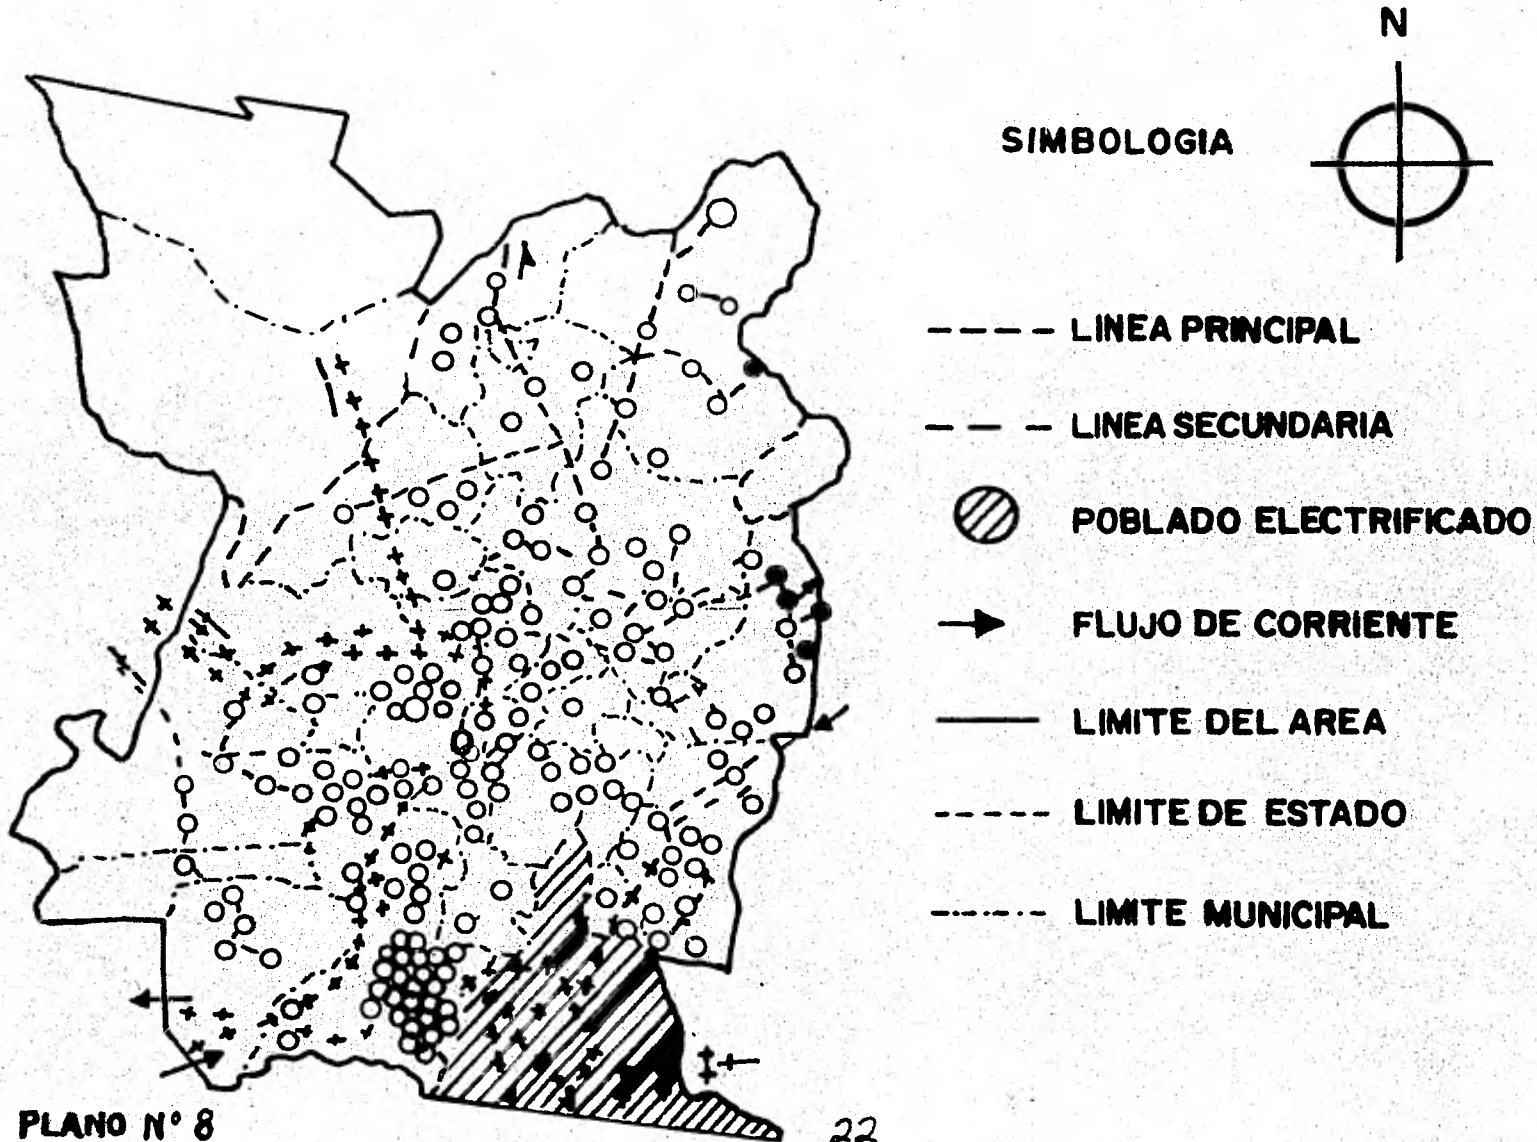 N
SIMBOLOGIA
LINEA PRINCIPAL
LINEA SECUNDARIA
POBLADO ELECTRIFICADO
FLUJO DE CORRIENTE
LIMITE DEL AREA
LIMITE DE ESTADO
LIMITE MUNICIPAL
PLANO Nº 8
22